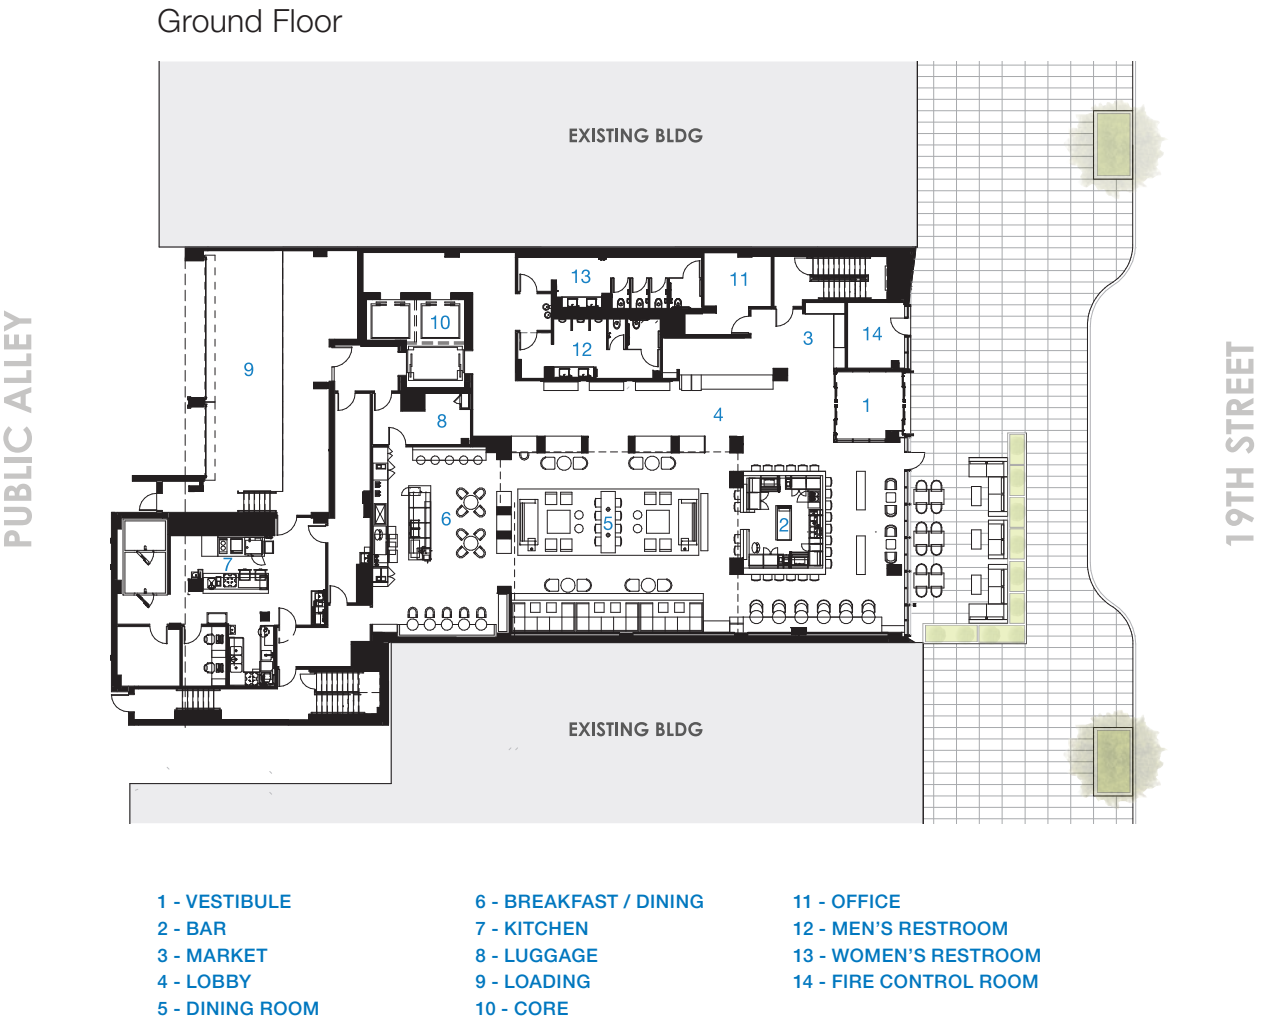 Ground Floor
EXISTING BLDG
PUBLIC ALLEY
19TH STREET
13
11
10
12
3
14
9
1
8
4
6
5
2
7
EXISTING BLDG
1 - VESTIBULE
2 - BAR
3 - MARKET
4 - LOBBY
5 - DINING ROOM
6 - BREAKFAST / DINING
7 - KITCHEN
8 - LUGGAGE
9 - LOADING
10 - CORE
11 - OFFICE
12 - MEN'S RESTROOM
13 - WOMEN'S RESTROOM
14 - FIRE CONTROL ROOM